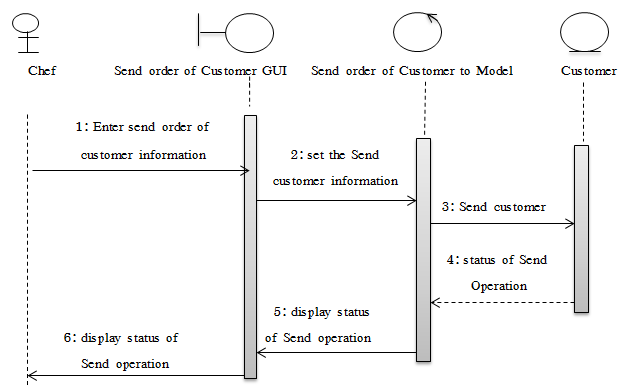 Chef
Send order of Customer GUI
Send order of Customer to Model
Customer
1: Enter send order of
customer information
2: set the Send
customer information
3: Send customer
4: status of Send
Operation
5: display status
of Send operation
6: display status of
Send operation